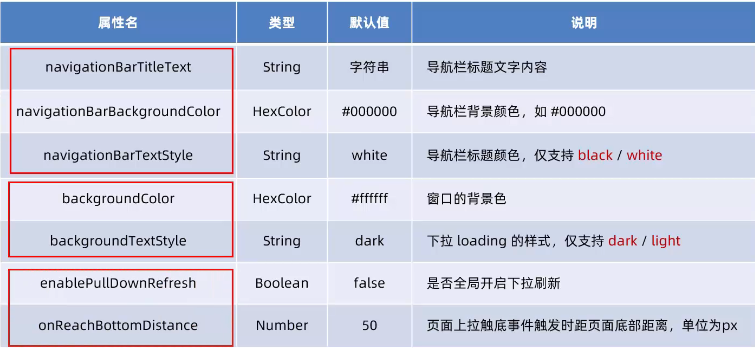 属性名 类型 默认值 说明
navigationBarTitleText String 字符串 导航栏标题文字内容
navigationBarBackgroundColor HexColor #000000 导航栏背景颜色，如 #000000
navigationBarTextStyle String white 导航栏标题颜色，仅支持 black / white
backgroundColor HexColor #ffffff 窗口的背景色
backgroundTextStyle String dark 下拉 loading 的样式，仅支持 dark / light
enablePullDownRefresh Boolean false 是否全局开启下拉刷新
onReachBottomDistance Number 50 页面上拉触底事件触发时距页面底部距离，单位为px